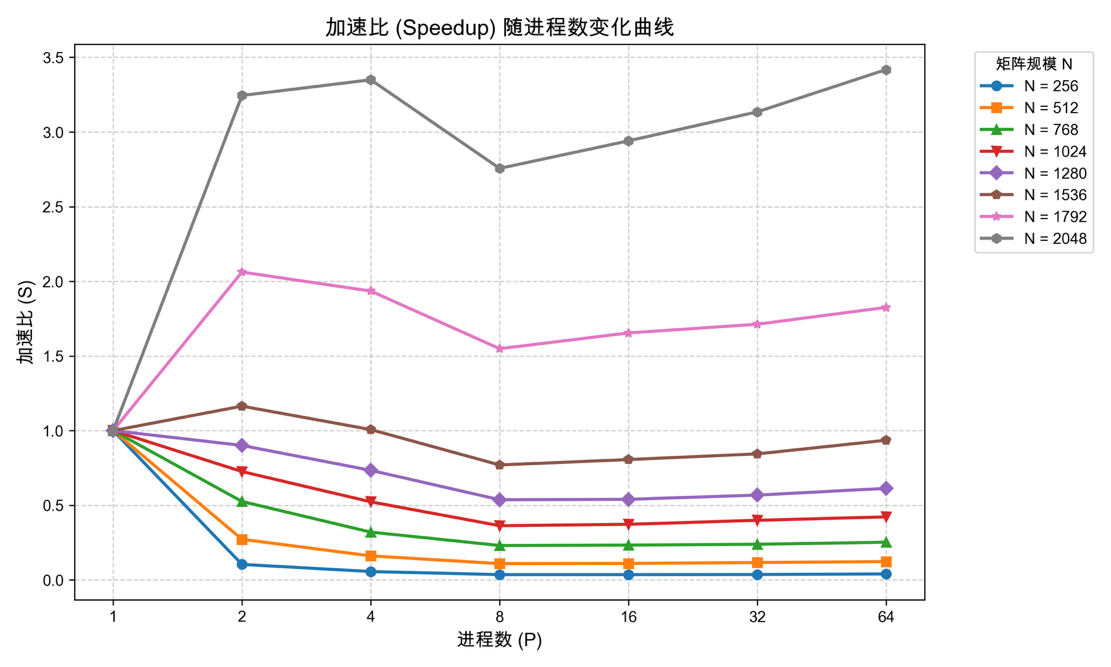 加速比 (Speedup) 随进程数变化曲线
3.5
3.0
2.5
2.0
1.5
1.0
0.5
0.0
加速比 (S)
1 2 4 8 16 32 64
进程数 (P)
矩阵规模 N
N = 256
N = 512
N = 768
N = 1024
N = 1280
N = 1536
N = 1792
N = 2048